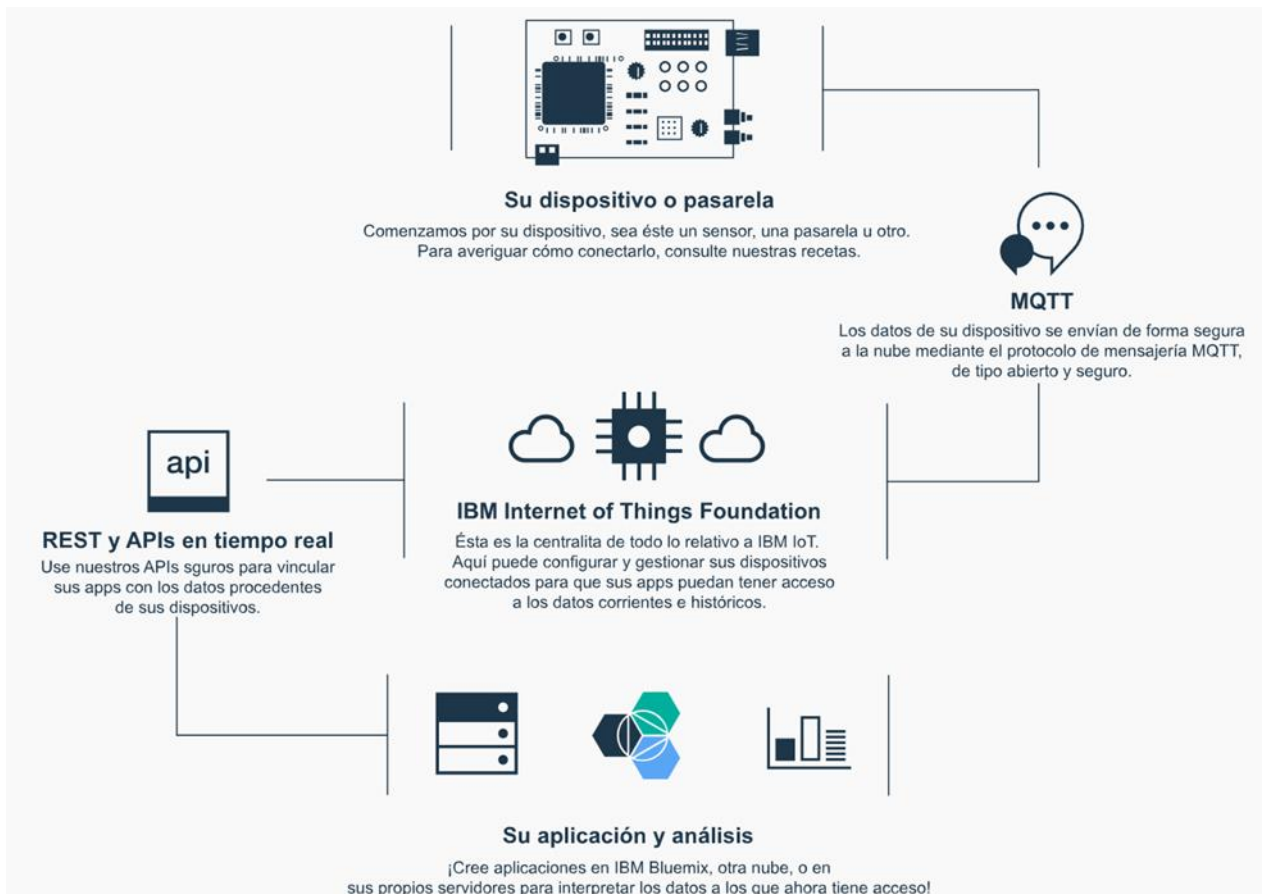 Su dispositivo o pasarela
Comenzamos por su dispositivo, sea éste un sensor, una pasarela u otro.
Para averiguar cómo conectarlo, consulte nuestras recetas.
MQTT
Los datos de su dispositivo se envían de forma segura
a la nube mediante el protocolo de mensajería MQTT,
de tipo abierto y seguro.
api
REST y APIs en tiempo real
Use nuestros APIs sguros para vincular
sus apps con los datos procedentes
de sus dispositivos.
IBM Internet of Things Foundation
Ésta es la centralita de todo lo relativo a IBM IoT.
Aquí puede configurar y gestionar sus dispositivos
conectados para que sus apps puedan tener acceso
a los datos corrientes e históricos.
Su aplicación y análisis
¡Cree aplicaciones en IBM Bluemix, otra nube, o en
sus propios servidores para interpretar los datos a los que ahora tiene acceso!